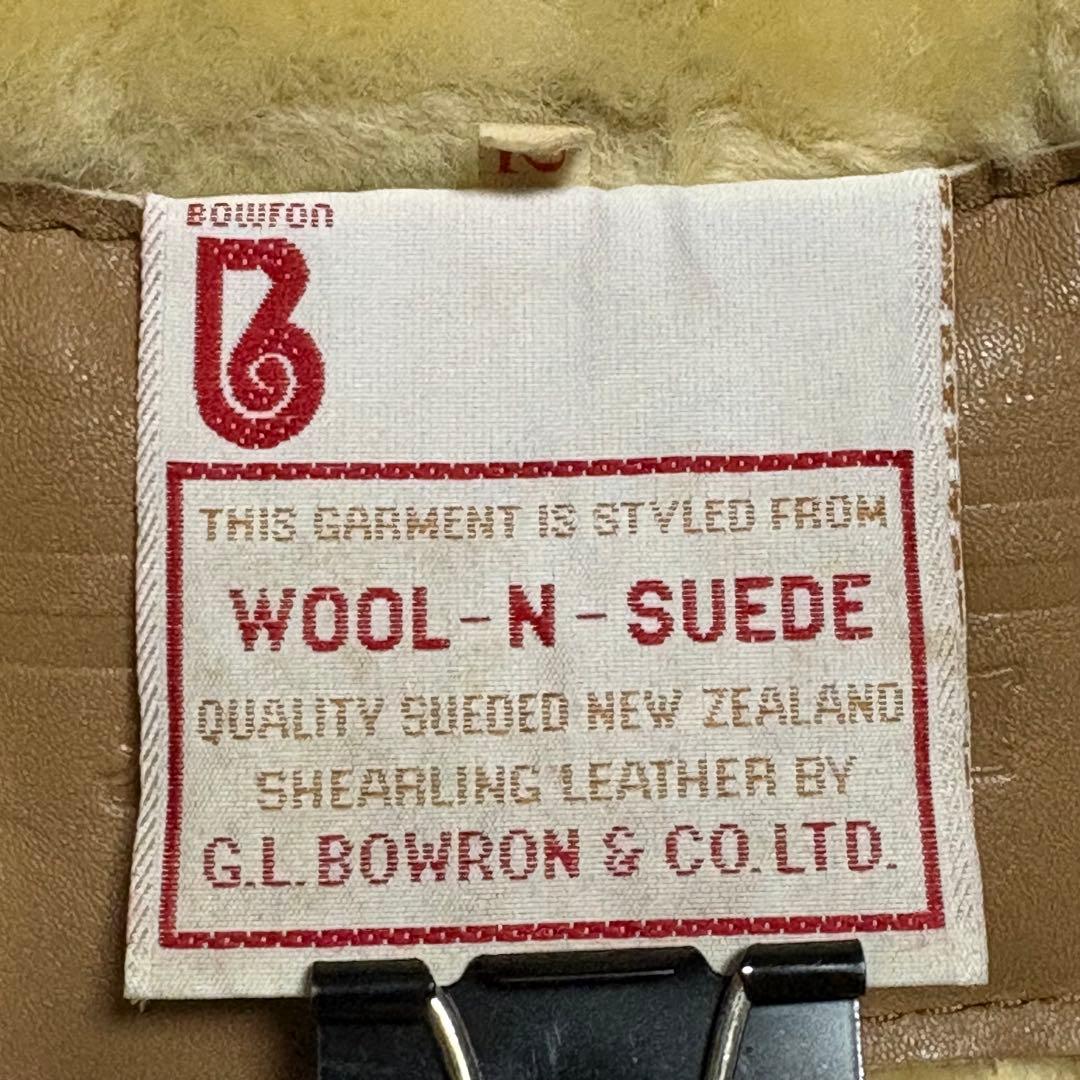 Bowron
B
THIS GARMENT IS STYLED FROM
WOOL-N-SUEDE
QUALITY SUEDED NEW ZEALAND
SHEARLING LEATHER BY
G.L. BOWRON & CO. LTD.